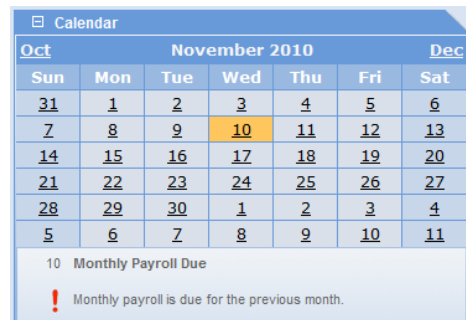 Calendar
Oct November 2010 Dec
Sun Mon Tue Wed Thu Fri Sat
31 1 2 3 4 5 6
7 8 9 10 11 12 13
14 15 16 17 18 19 20
21 22 23 24 25 26 27
28 29 30 1 2 3 4
5 6 7 8 9 10 11
10 Monthly Payroll Due
Monthly payroll is due for the previous month.